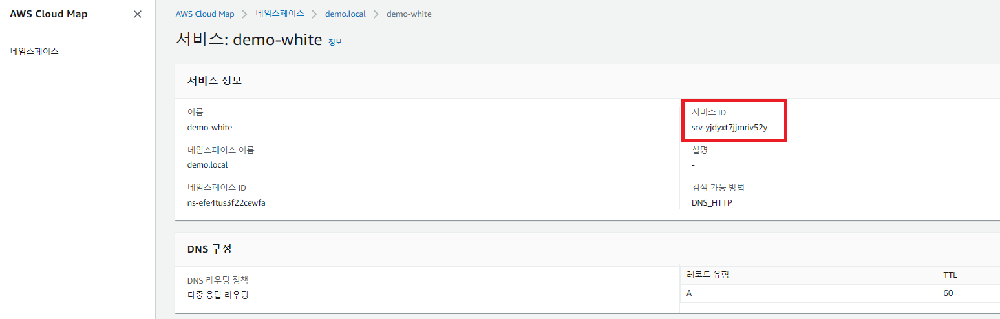 AWS Cloud Map
네임스페이스
AWS Cloud Map > 네임스페이스 > demo.local > demo-white
서비스: demo-white 정보
서비스 정보
이름
demo-white
네임스페이스 이름
demo.local
네임스페이스 ID
ns-efe4tus3f22cewfa
서비스 ID
srv-yjdyxt7jjmriv52y
설명
-
검색 가능 방법
DNS_HTTP
DNS 구성
DNS 라우팅 정책
다중 응답 라우팅
레코드 유형 TTL
A 60